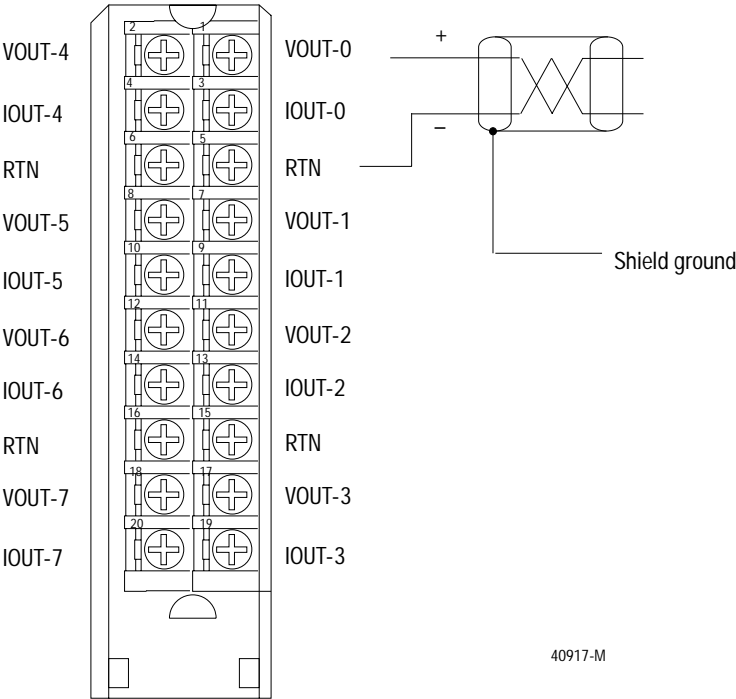 2 1
VOUT-4 VOUT-0 +
4 3
IOUT-4 IOUT-0
6 5 –
RTN RTN
8 7
VOUT-5 VOUT-1
10 9
IOUT-5 IOUT-1 Shield ground
12 11
VOUT-6 VOUT-2
14 13
IOUT-6 IOUT-2
16 15
RTN RTN
18 17
VOUT-7 VOUT-3
20 19
IOUT-7 IOUT-3
40917-M